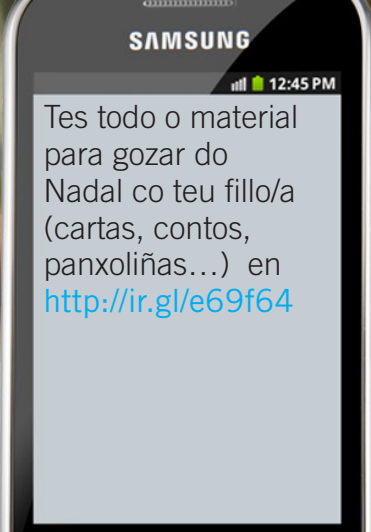 SAMSUNG
12:45 PM
Tes todo o material
para gozar do
Nadal co teu fillo/a
(cartas, contos,
panxoliñas...) en
http://ir.gl/e69f64